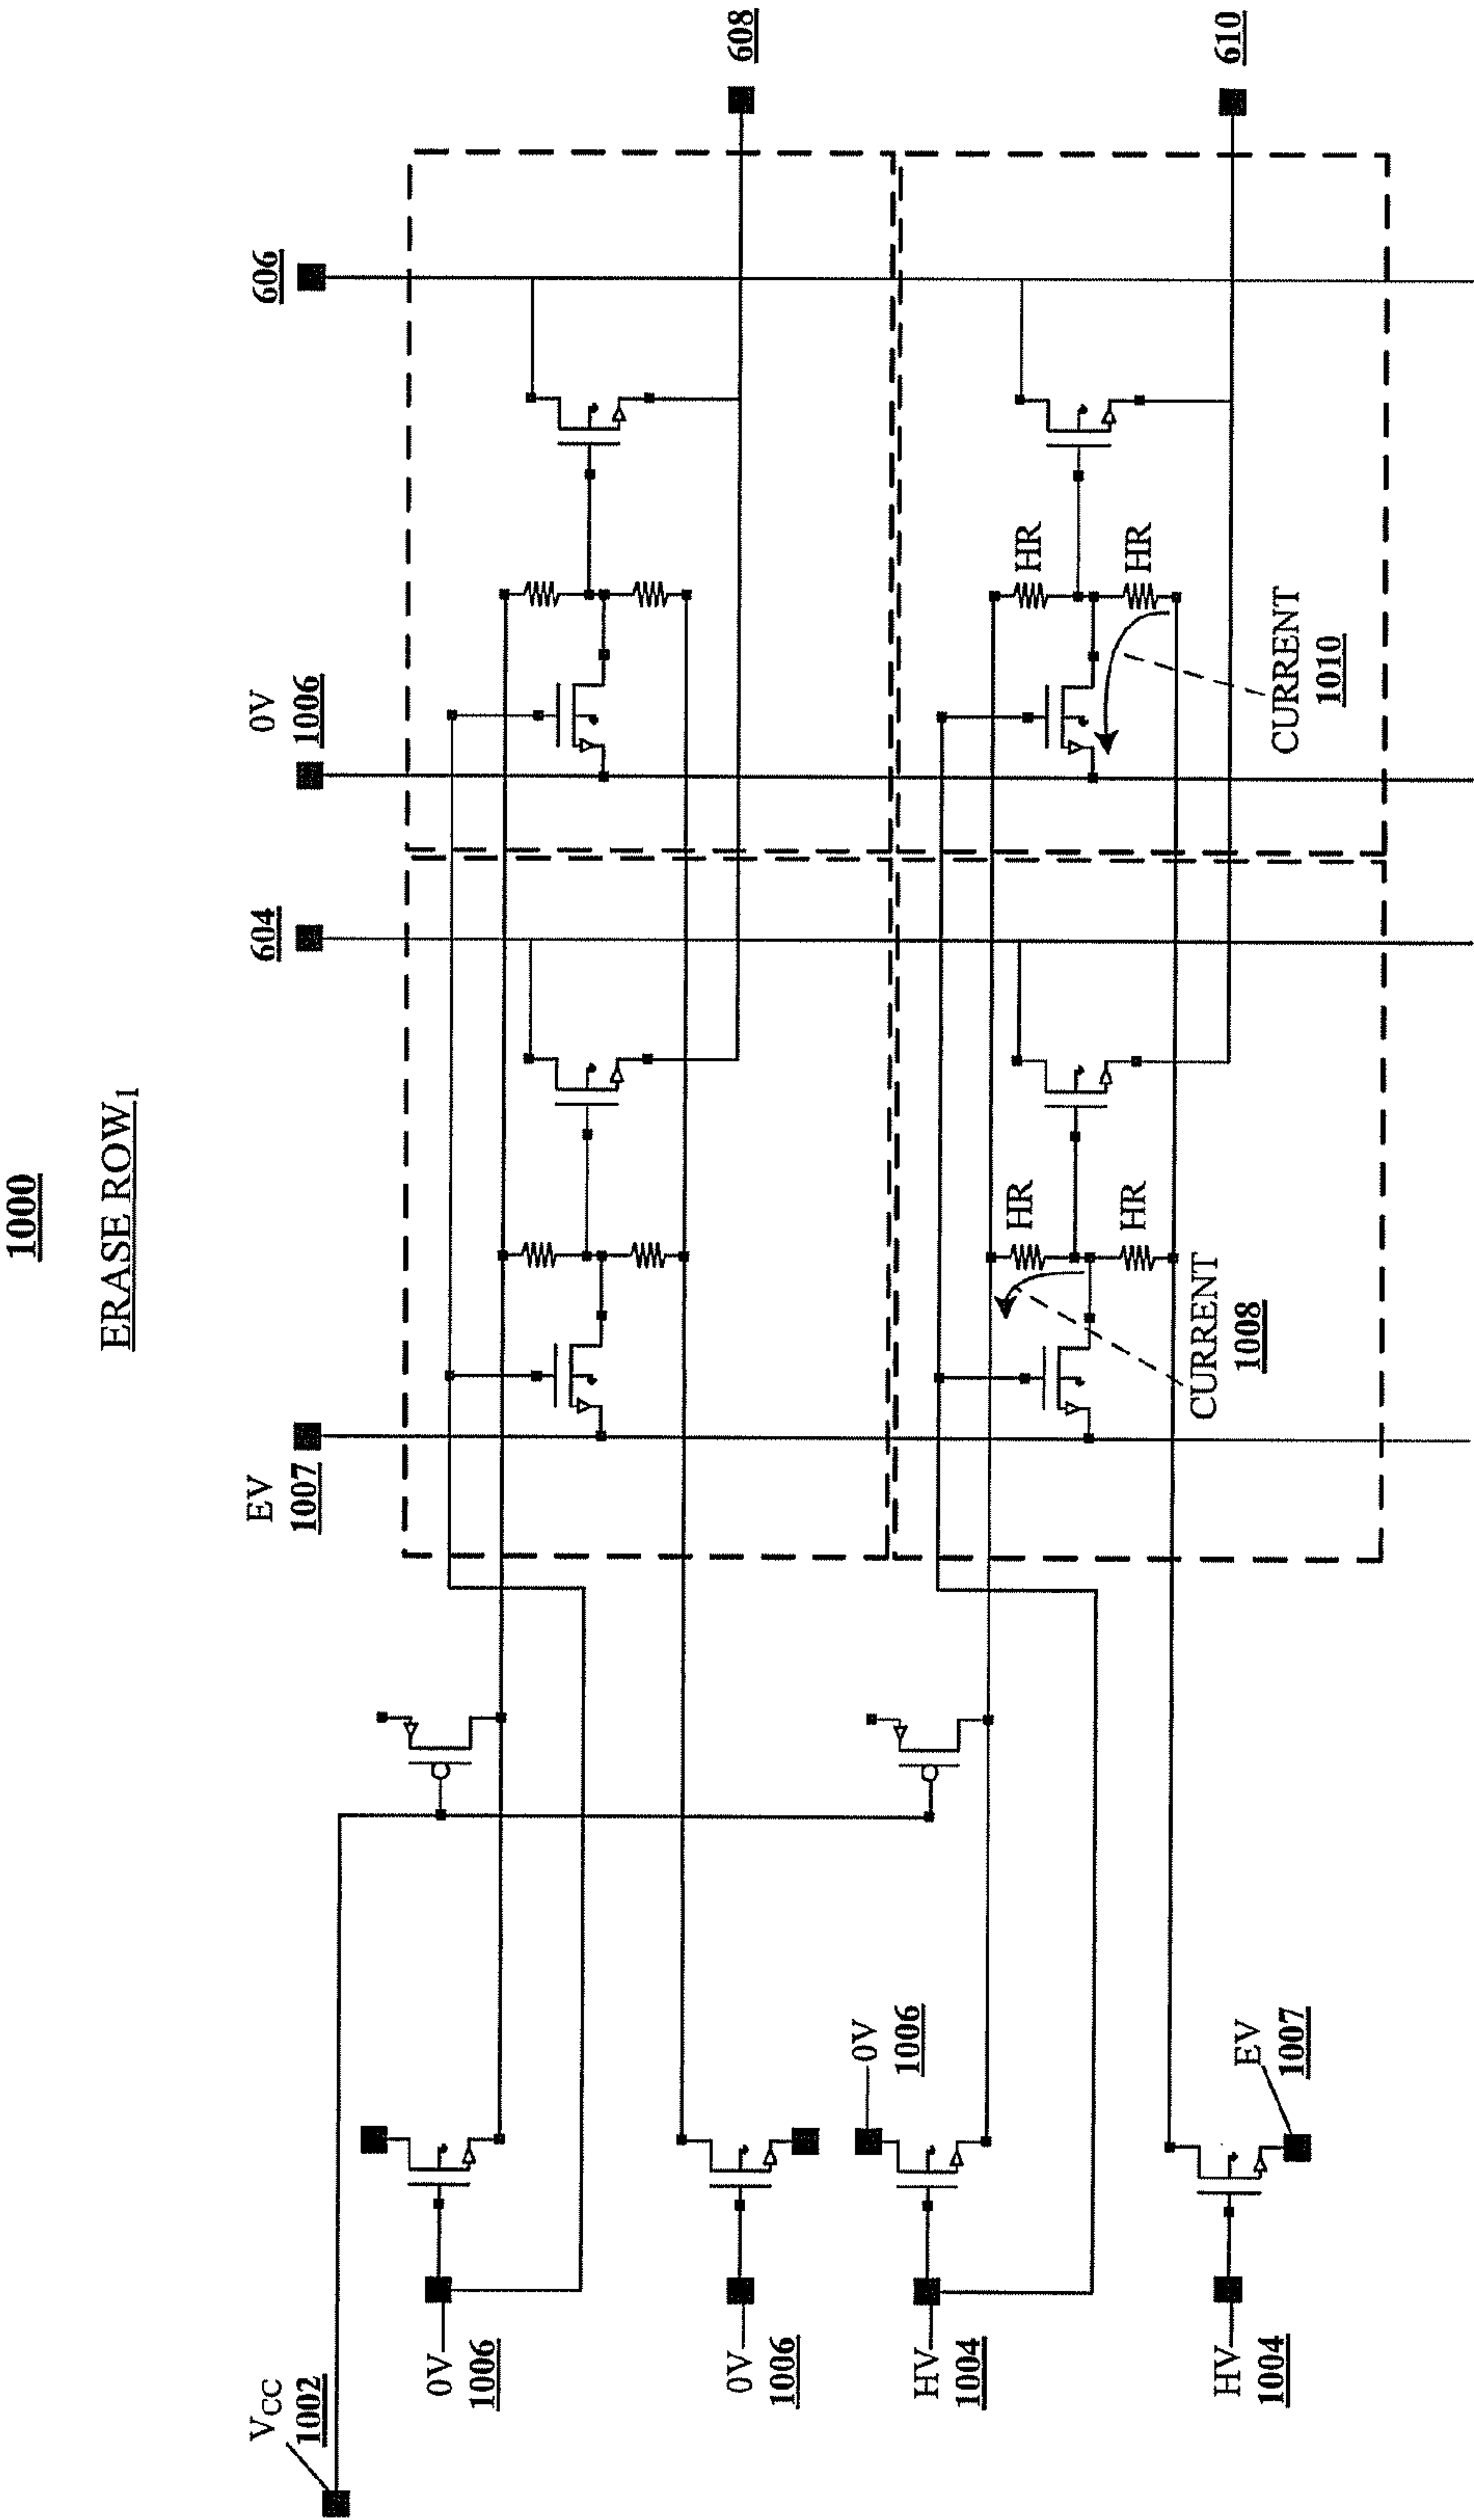 1000
ERASE ROW1
EV
1007
604
0V
1006
606
608
610
VCC
1002
0V
1006
0V
1006
HV
1004
HV
1004
0V
1006
EV
1007
HR
HR
CURRENT
1008
HR
HR
CURRENT
1010